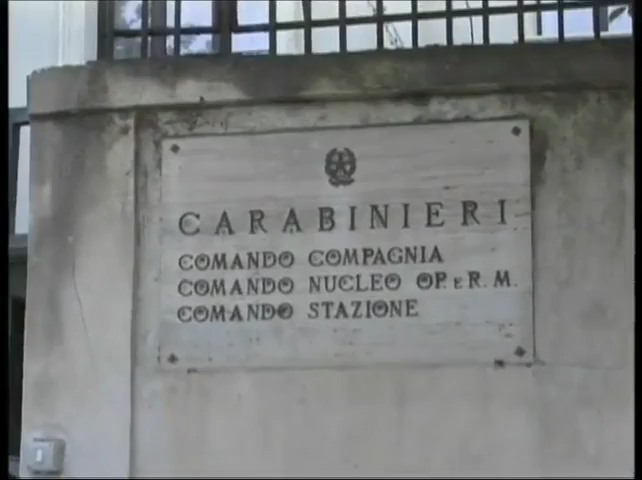 CARABINIERI
COMANDO COMPAGNIA
COMANDO NUCLEO OP. E R. M.
COMANDO STAZIONE